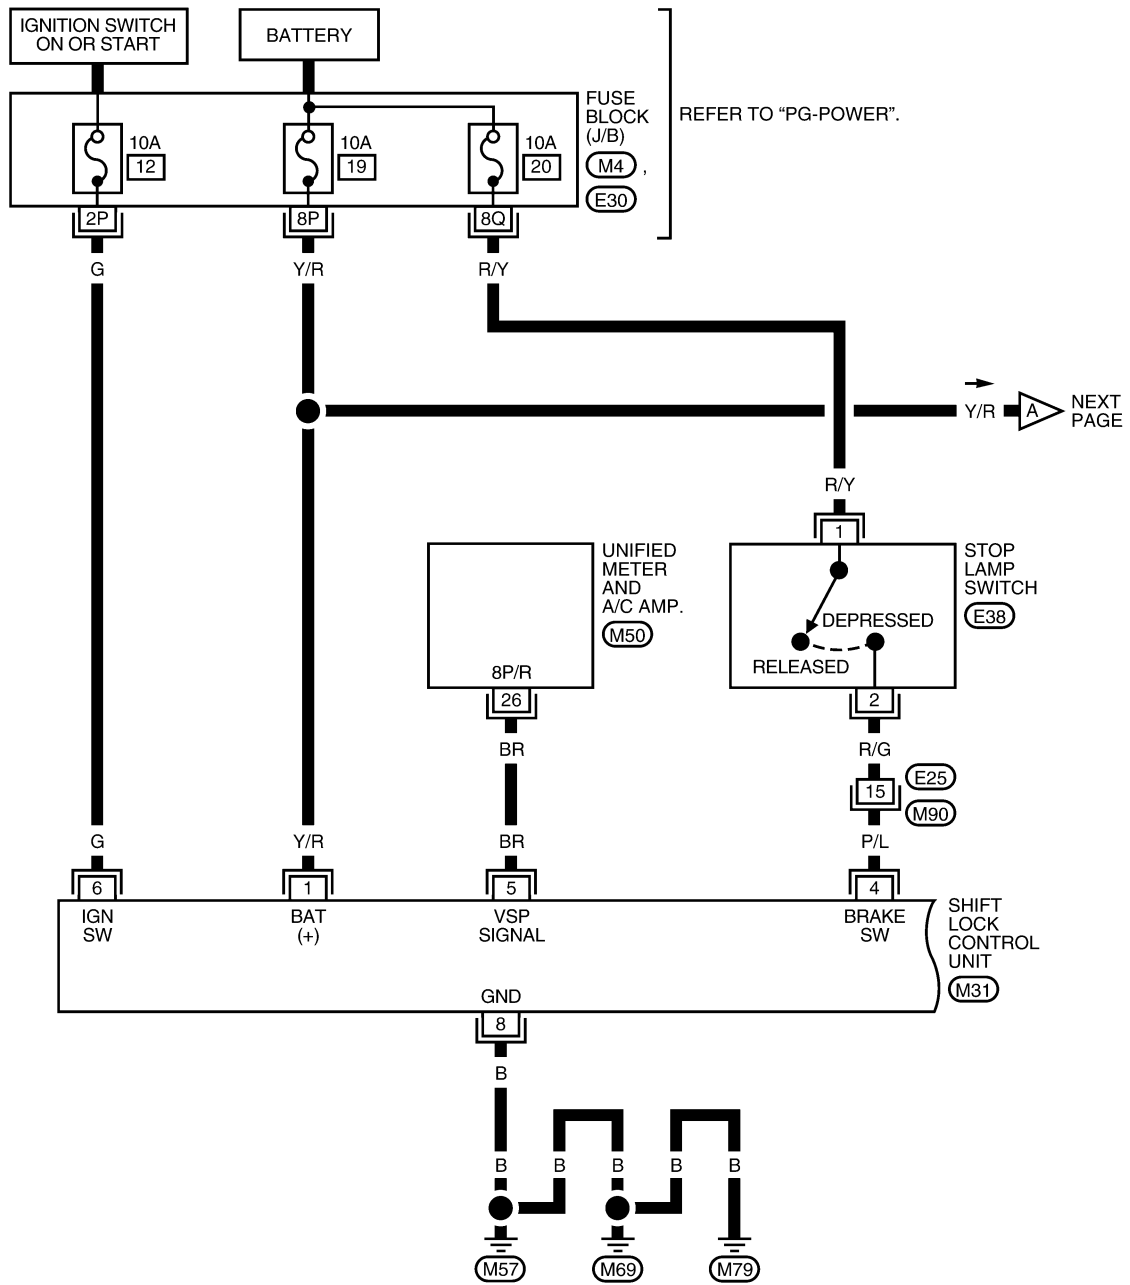 IGNITION SWITCH
ON OR START
BATTERY
FUSE
BLOCK
(J/B)
M4 ,
E30
REFER TO “PG-POWER”.
10A
12
10A
19
10A
20
2P
8P
8Q
G
Y/R
R/Y
Y/R
A
NEXT
PAGE
R/Y
1
UNIFIED
METER
AND
A/C AMP.
M50
8P/R
26
STOP
LAMP
SWITCH
E38
DEPRESSED
RELEASED
2
BR
R/G
15
E25
M90
G
Y/R
BR
P/L
6
1
5
4
IGN
SW
BAT
(+)
VSP
SIGNAL
BRAKE
SW
SHIFT
LOCK
CONTROL
UNIT
M31
GND
8
B
B
B
B
B
B
M57
M69
M79